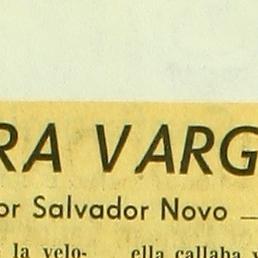 RA VARG
or Salvador Novo —
la velo- ella callaba y